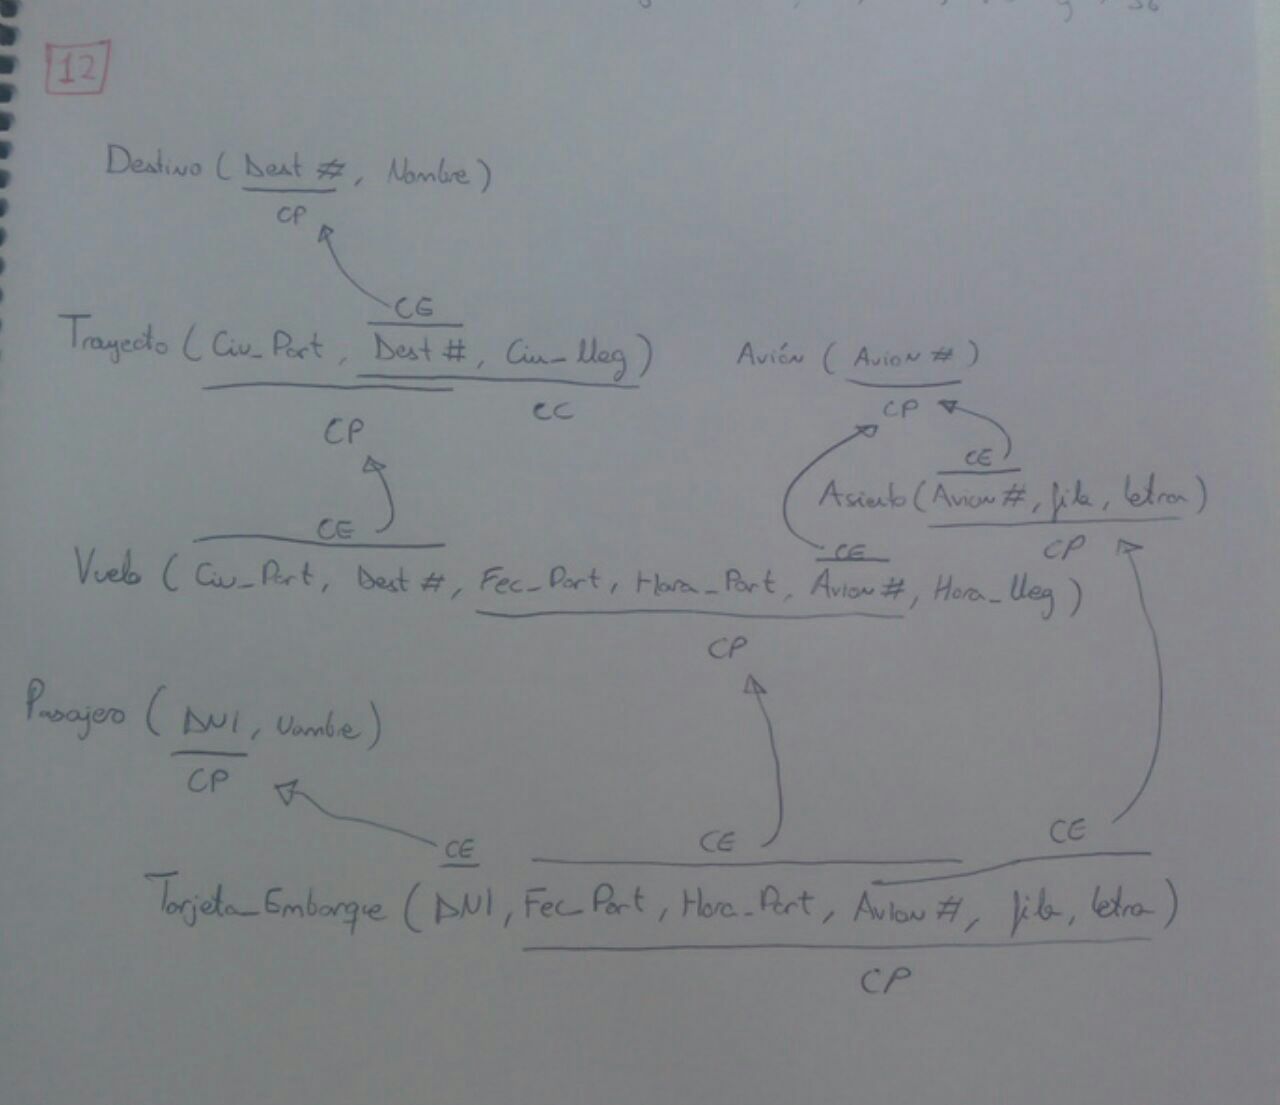 12
Destino ( Dest #, Nombre )
CP
CE
Trayecto ( Ciu_Part, Dest #, Ciu_lleg )
CP
CC
Avión ( Avion # )
CP
CE
Asiento ( Avion #, fila, letra )
CP
CE
CE
Vuelo ( Ciu_Part, Dest #, Fec_Part, Hora_Part, Avion #, Hora_lleg )
CP
Pasajero ( DNI, Nombre )
CP
CE
CE
CE
Tarjeta_Embarque ( DNI, Fec_Part, Hora_Part, Avion #, fila, letra )
CP